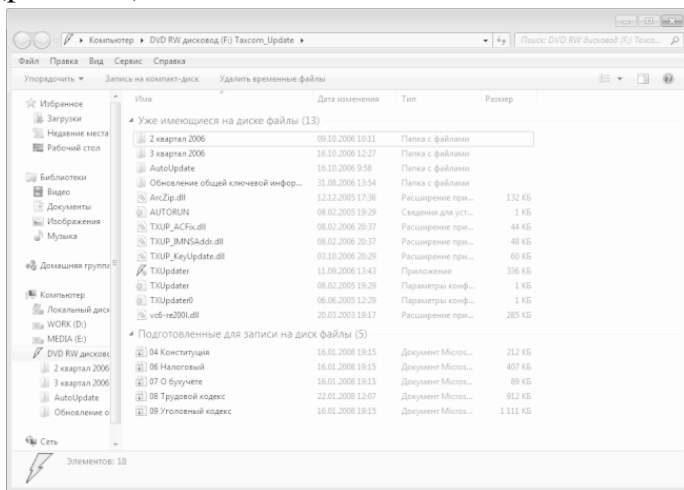 Компьютер ▸ DVD RW дисковод (F:) Taxcom_Update ▸ Поиск: DVD RW дисковод (F:) Taxco...
Файл Правка Вид Сервис Справка
Упорядочить Запись на компакт-диск Удалить временные файлы
Имя Дата изменения Тип Размер
Избранное
Загрузки
Недавние места
Рабочий стол
Библиотеки
Видео
Документы
Изображения
Музыка
Домашняя группа
Компьютер
Локальный диск
WORK (D:)
MEDIA (E:)
DVD RW дисковс
2 квартал 2006
3 квартал 2006
AutoUpdate
Обновление о
Сеть
Уже имеющиеся на диске файлы (13)
2 квартал 2006 09.10.2006 10:11 Папка с файлами
3 квартал 2006 16.10.2006 12:27 Папка с файлами
AutoUpdate 16.10.2006 9:58 Папка с файлами
Обновление общей ключевой инфор... 31.08.2006 13:54 Папка с файлами
ArcZip.dll 12.12.2005 17:36 Расширение при... 132 КБ
AUTORUN 08.02.2005 19:29 Сведения для уст... 1 КБ
TXUP_ACFix.dll 08.02.2006 20:37 Расширение при... 44 КБ
TXUP_IMNSAddr.dll 08.02.2006 20:37 Расширение при... 48 КБ
TXUP_KeyUpdate.dll 03.10.2006 20:29 Расширение при... 60 КБ
TXUpdater 11.09.2006 13:43 Приложение 336 КБ
TXUpdater 08.02.2005 19:29 Параметры конф... 1 КБ
TXUpdater0 06.06.2005 12:29 Параметры конф... 1 КБ
vc6-re200l.dll 20.03.2003 19:17 Расширение при... 285 КБ
Подготовленные для записи на диск файлы (5)
04 Конституция 16.01.2008 19:15 Документ Micros... 212 КБ
06 Налоговый 16.01.2008 19:15 Документ Micros... 407 КБ
07 О бухучёте 16.01.2008 19:15 Документ Micros... 89 КБ
08 Трудовой кодекс 22.01.2008 12:07 Документ Micros... 912 КБ
09 Уголовный кодекс 16.01.2008 19:15 Документ Micros... 1 111 КБ
Элементов: 18